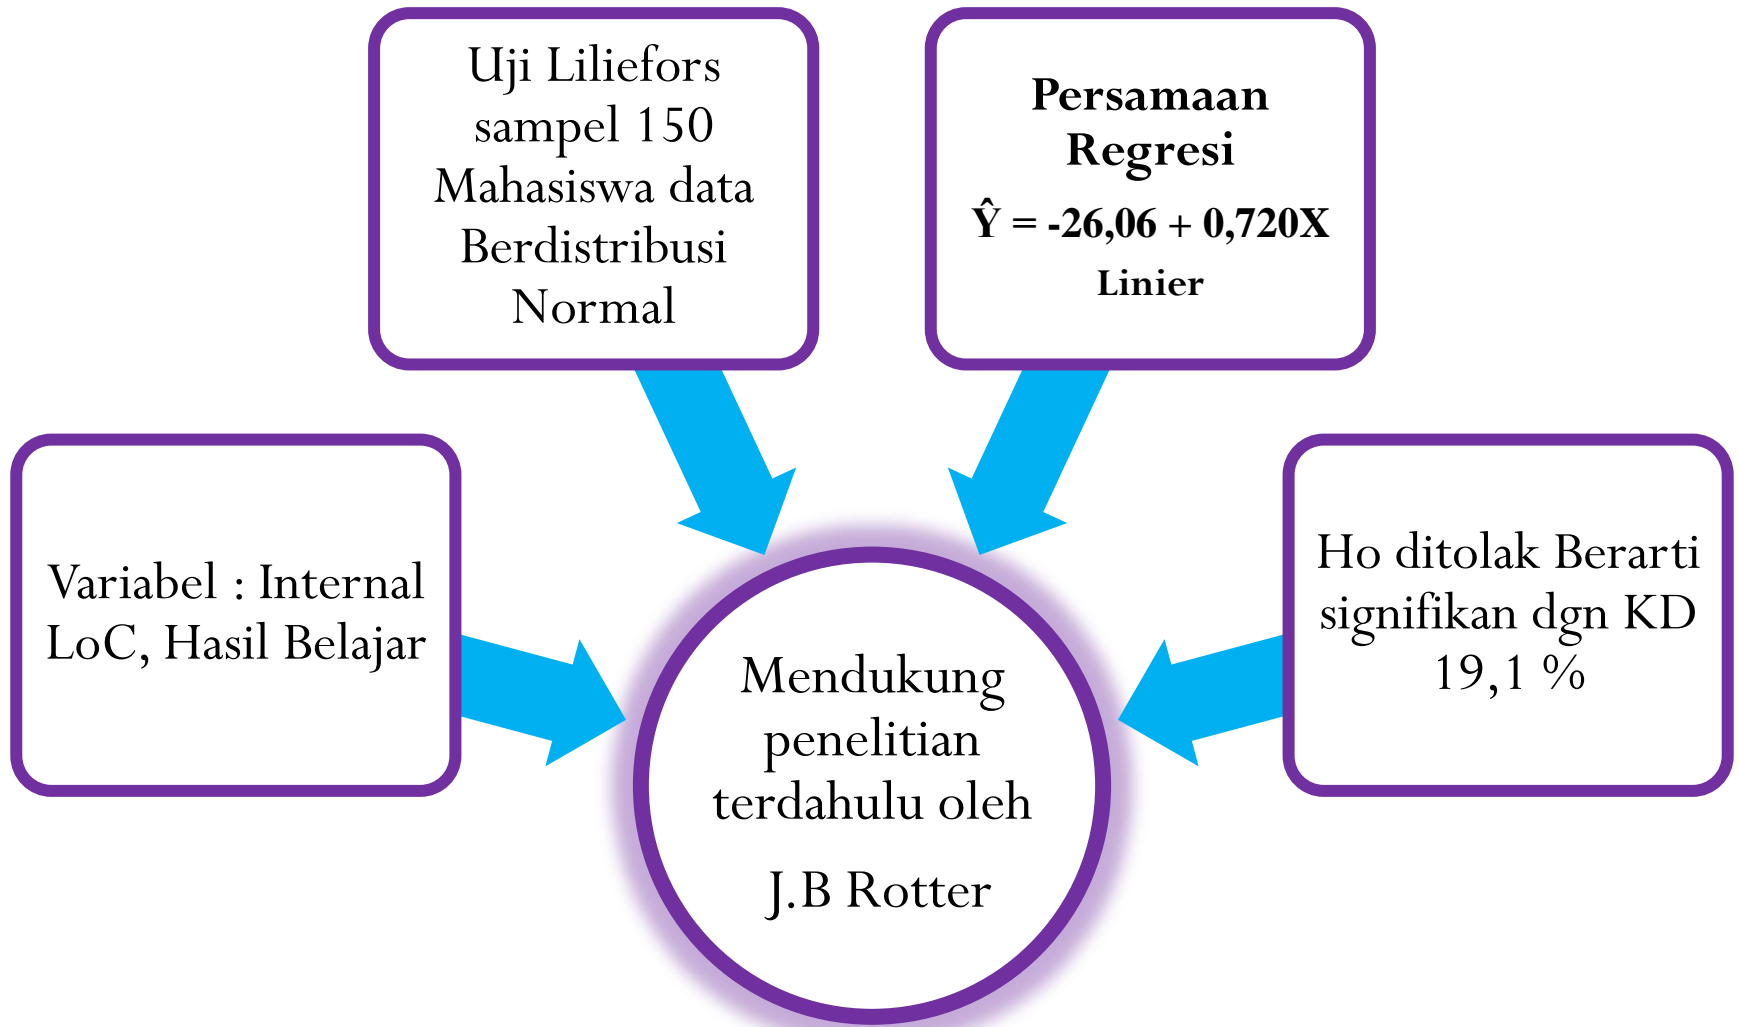 Uji Liliefors
sampel 150
Mahasiswa data
Berdistribusi
Normal
Persamaan
Regresi
Ŷ = -26,06 + 0,720X
Linier
Variabel : Internal
LoC, Hasil Belajar
Ho ditolak Berarti
signifikan dgn KD
19,1 %
Mendukung
penelitian
terdahulu oleh
J.B Rotter